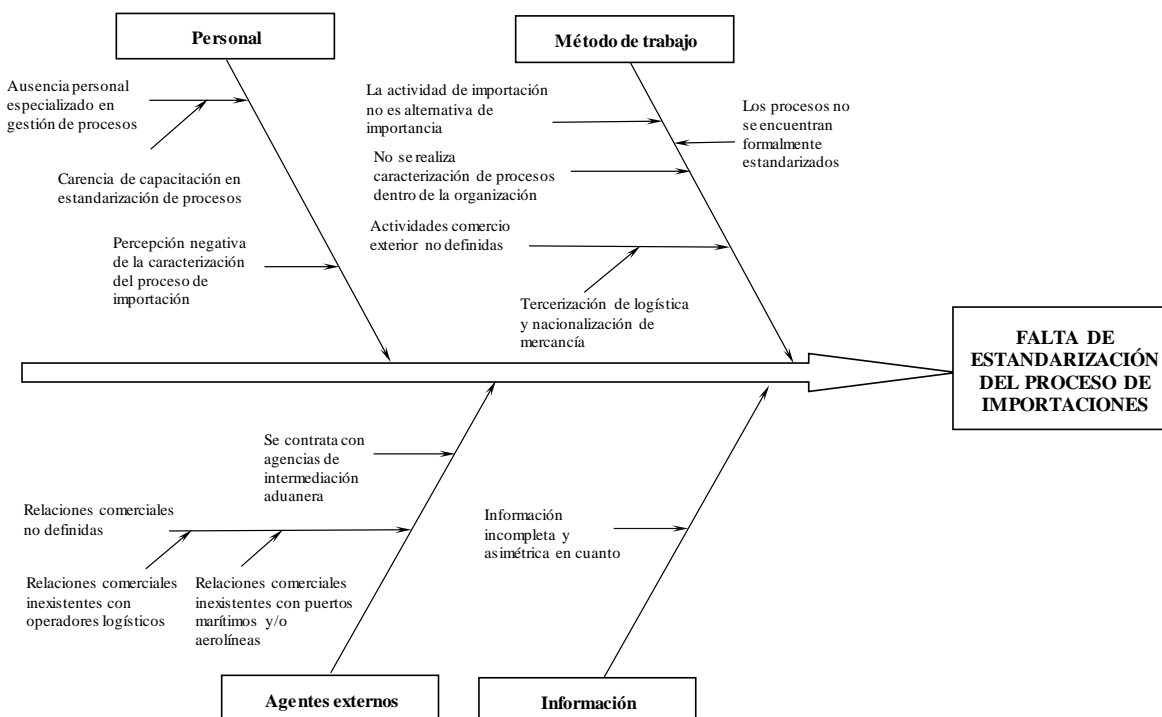 Personal
Método de trabajo
Ausencia personal
especializado en
gestión de procesos
Carencia de capacitación en
estandarización de procesos
Percepción negativa
de la caracterización
del proceso de
importación
La actividad de importación
no es alternativa de
importancia
Los procesos no
se encuentran
formalmente
estandarizados
No se realiza
caracterización de procesos
dentro de la organización
Actividades comercio
exterior no definidas
Tercerización de logística
y nacionalización de
mercancía
FALTA DE
ESTANDARIZACIÓN
DEL PROCESO DE
IMPORTACIONES
Se contrata con
agencias de
intermediación
aduanera
Relaciones comerciales
no definidas
Relaciones comerciales
inexistentes con
operadores logísticos
Relaciones comerciales
inexistentes con puertos
marítimos y/o
aerolíneas
Información
incompleta y
asimétrica en cuanto
Agentes externos
Información